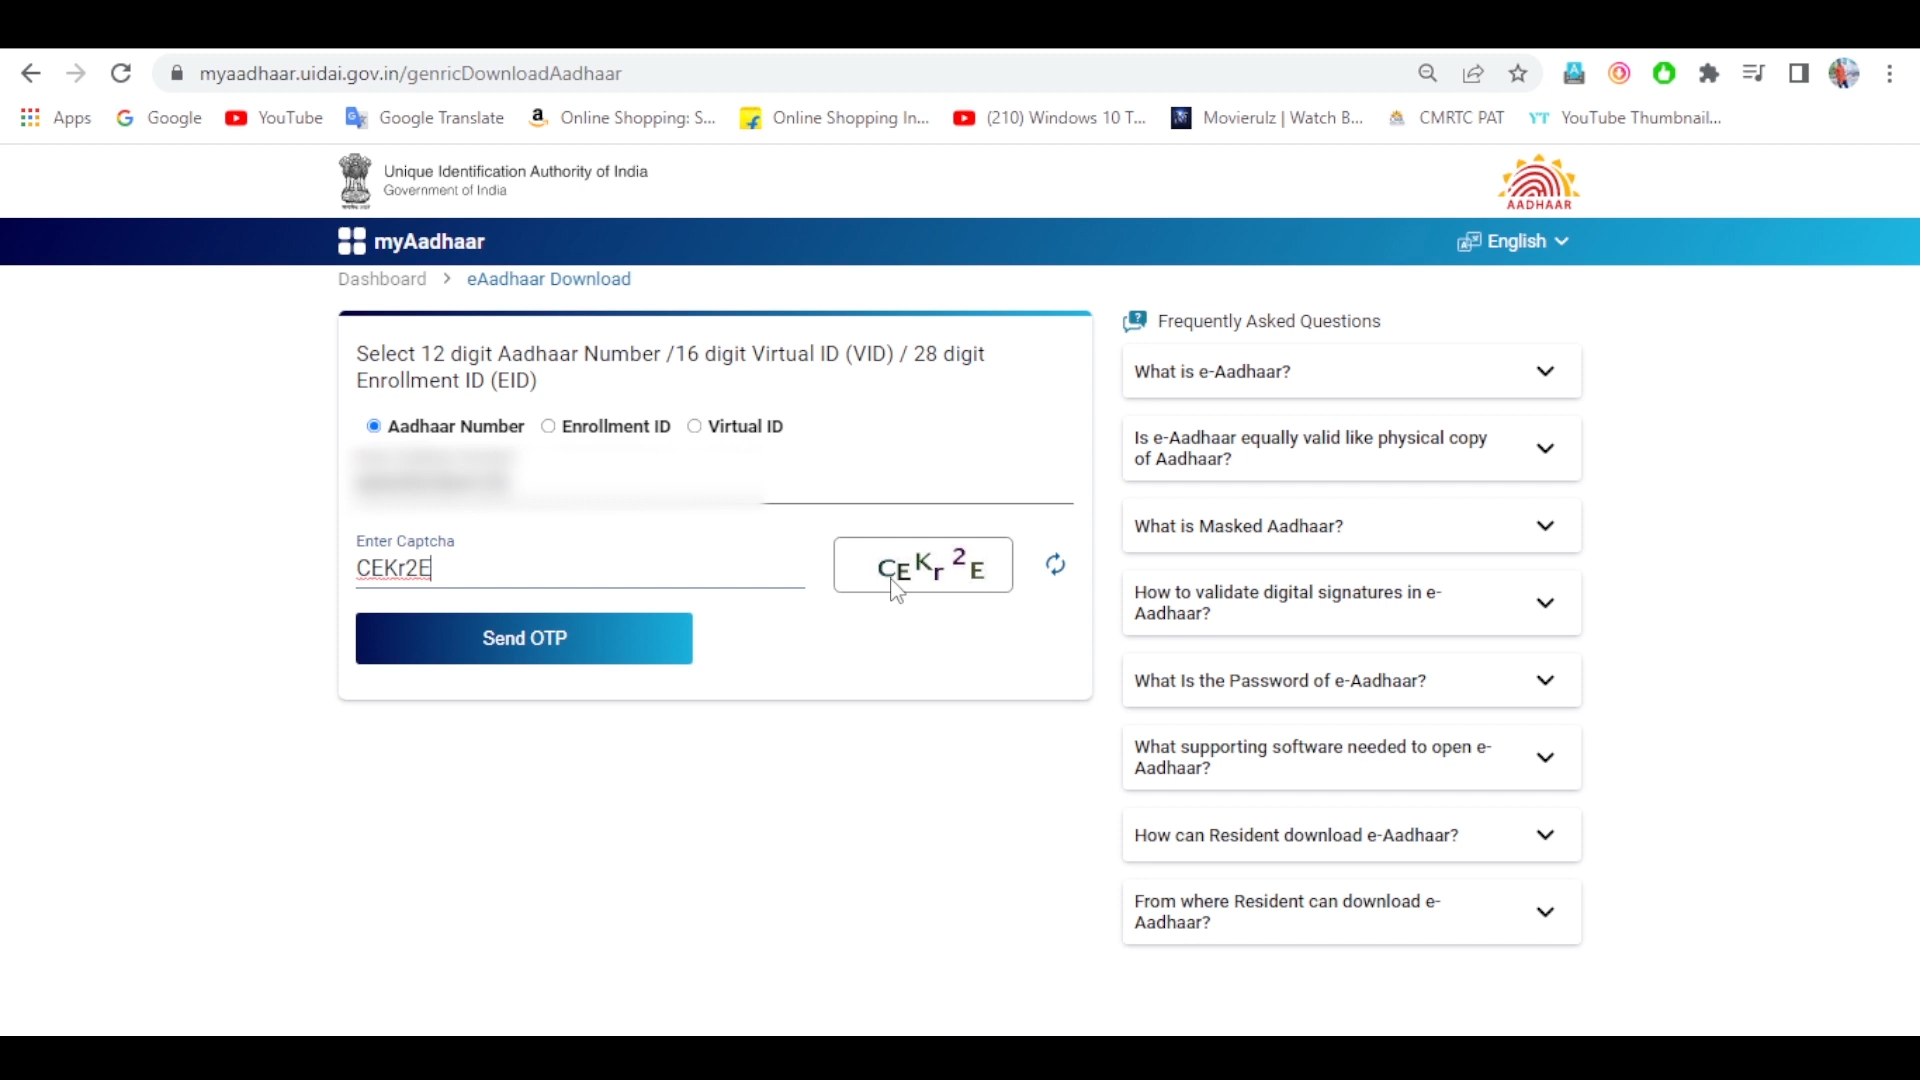 myaadhaar.uidai.gov.in/genricDownloadAadhaar
Apps Google YouTube Google Translate Online Shopping: S... Online Shopping In... (210) Windows 10 T... Movierulz | Watch B... CMRTC PAT YT YouTube Thumbnail...
Unique Identification Authority of India
Government of India
AADHAAR
myAadhaar
English
Dashboard > eAadhaar Download
Select 12 digit Aadhaar Number /16 digit Virtual ID (VID) / 28 digit
Enrollment ID (EID)
Aadhaar Number Enrollment ID Virtual ID
Enter Captcha
CEKr2E
CEKr2E
Send OTP
Frequently Asked Questions
What is e-Aadhaar?
Is e-Aadhaar equally valid like physical copy
of Aadhaar?
What is Masked Aadhaar?
How to validate digital signatures in e-
Aadhaar?
What Is the Password of e-Aadhaar?
What supporting software needed to open e-
Aadhaar?
How can Resident download e-Aadhaar?
From where Resident can download e-
Aadhaar?